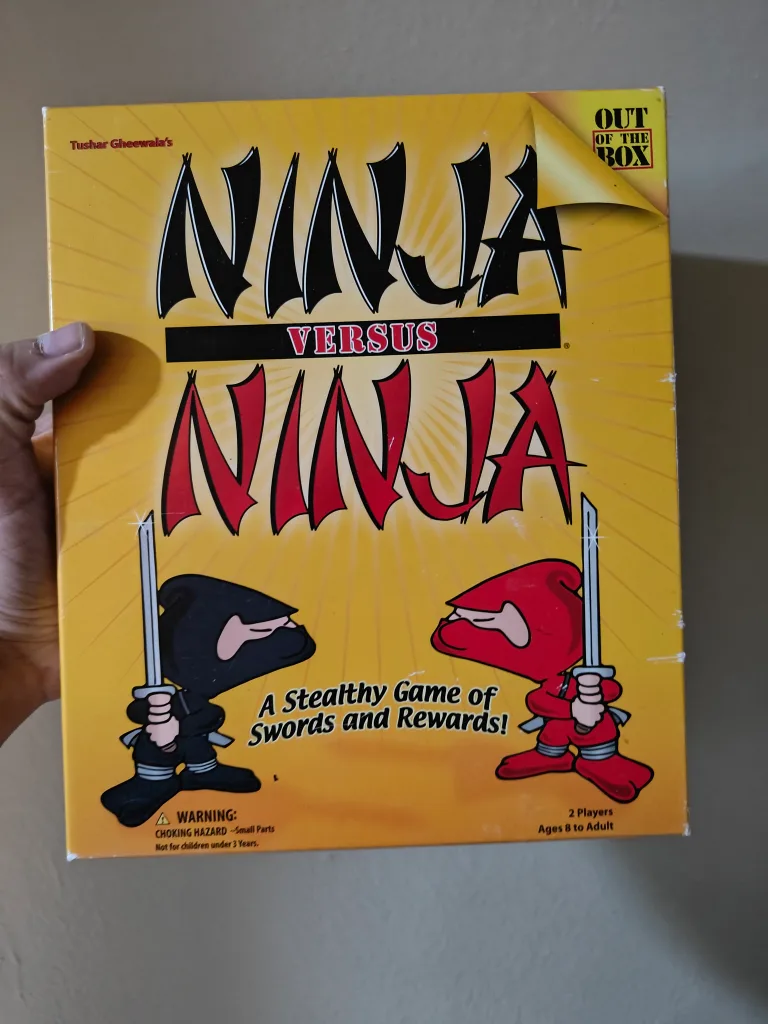 Tushar Gheewala's
OUT
OF THE
BOX
NINJA
VERSUS
®
NINJA
A Stealthy Game of
Swords and Rewards!
⚠ WARNING:
CHOKING HAZARD —Small Parts
Not for children under 3 Years.
2 Players
Ages 8 to Adult